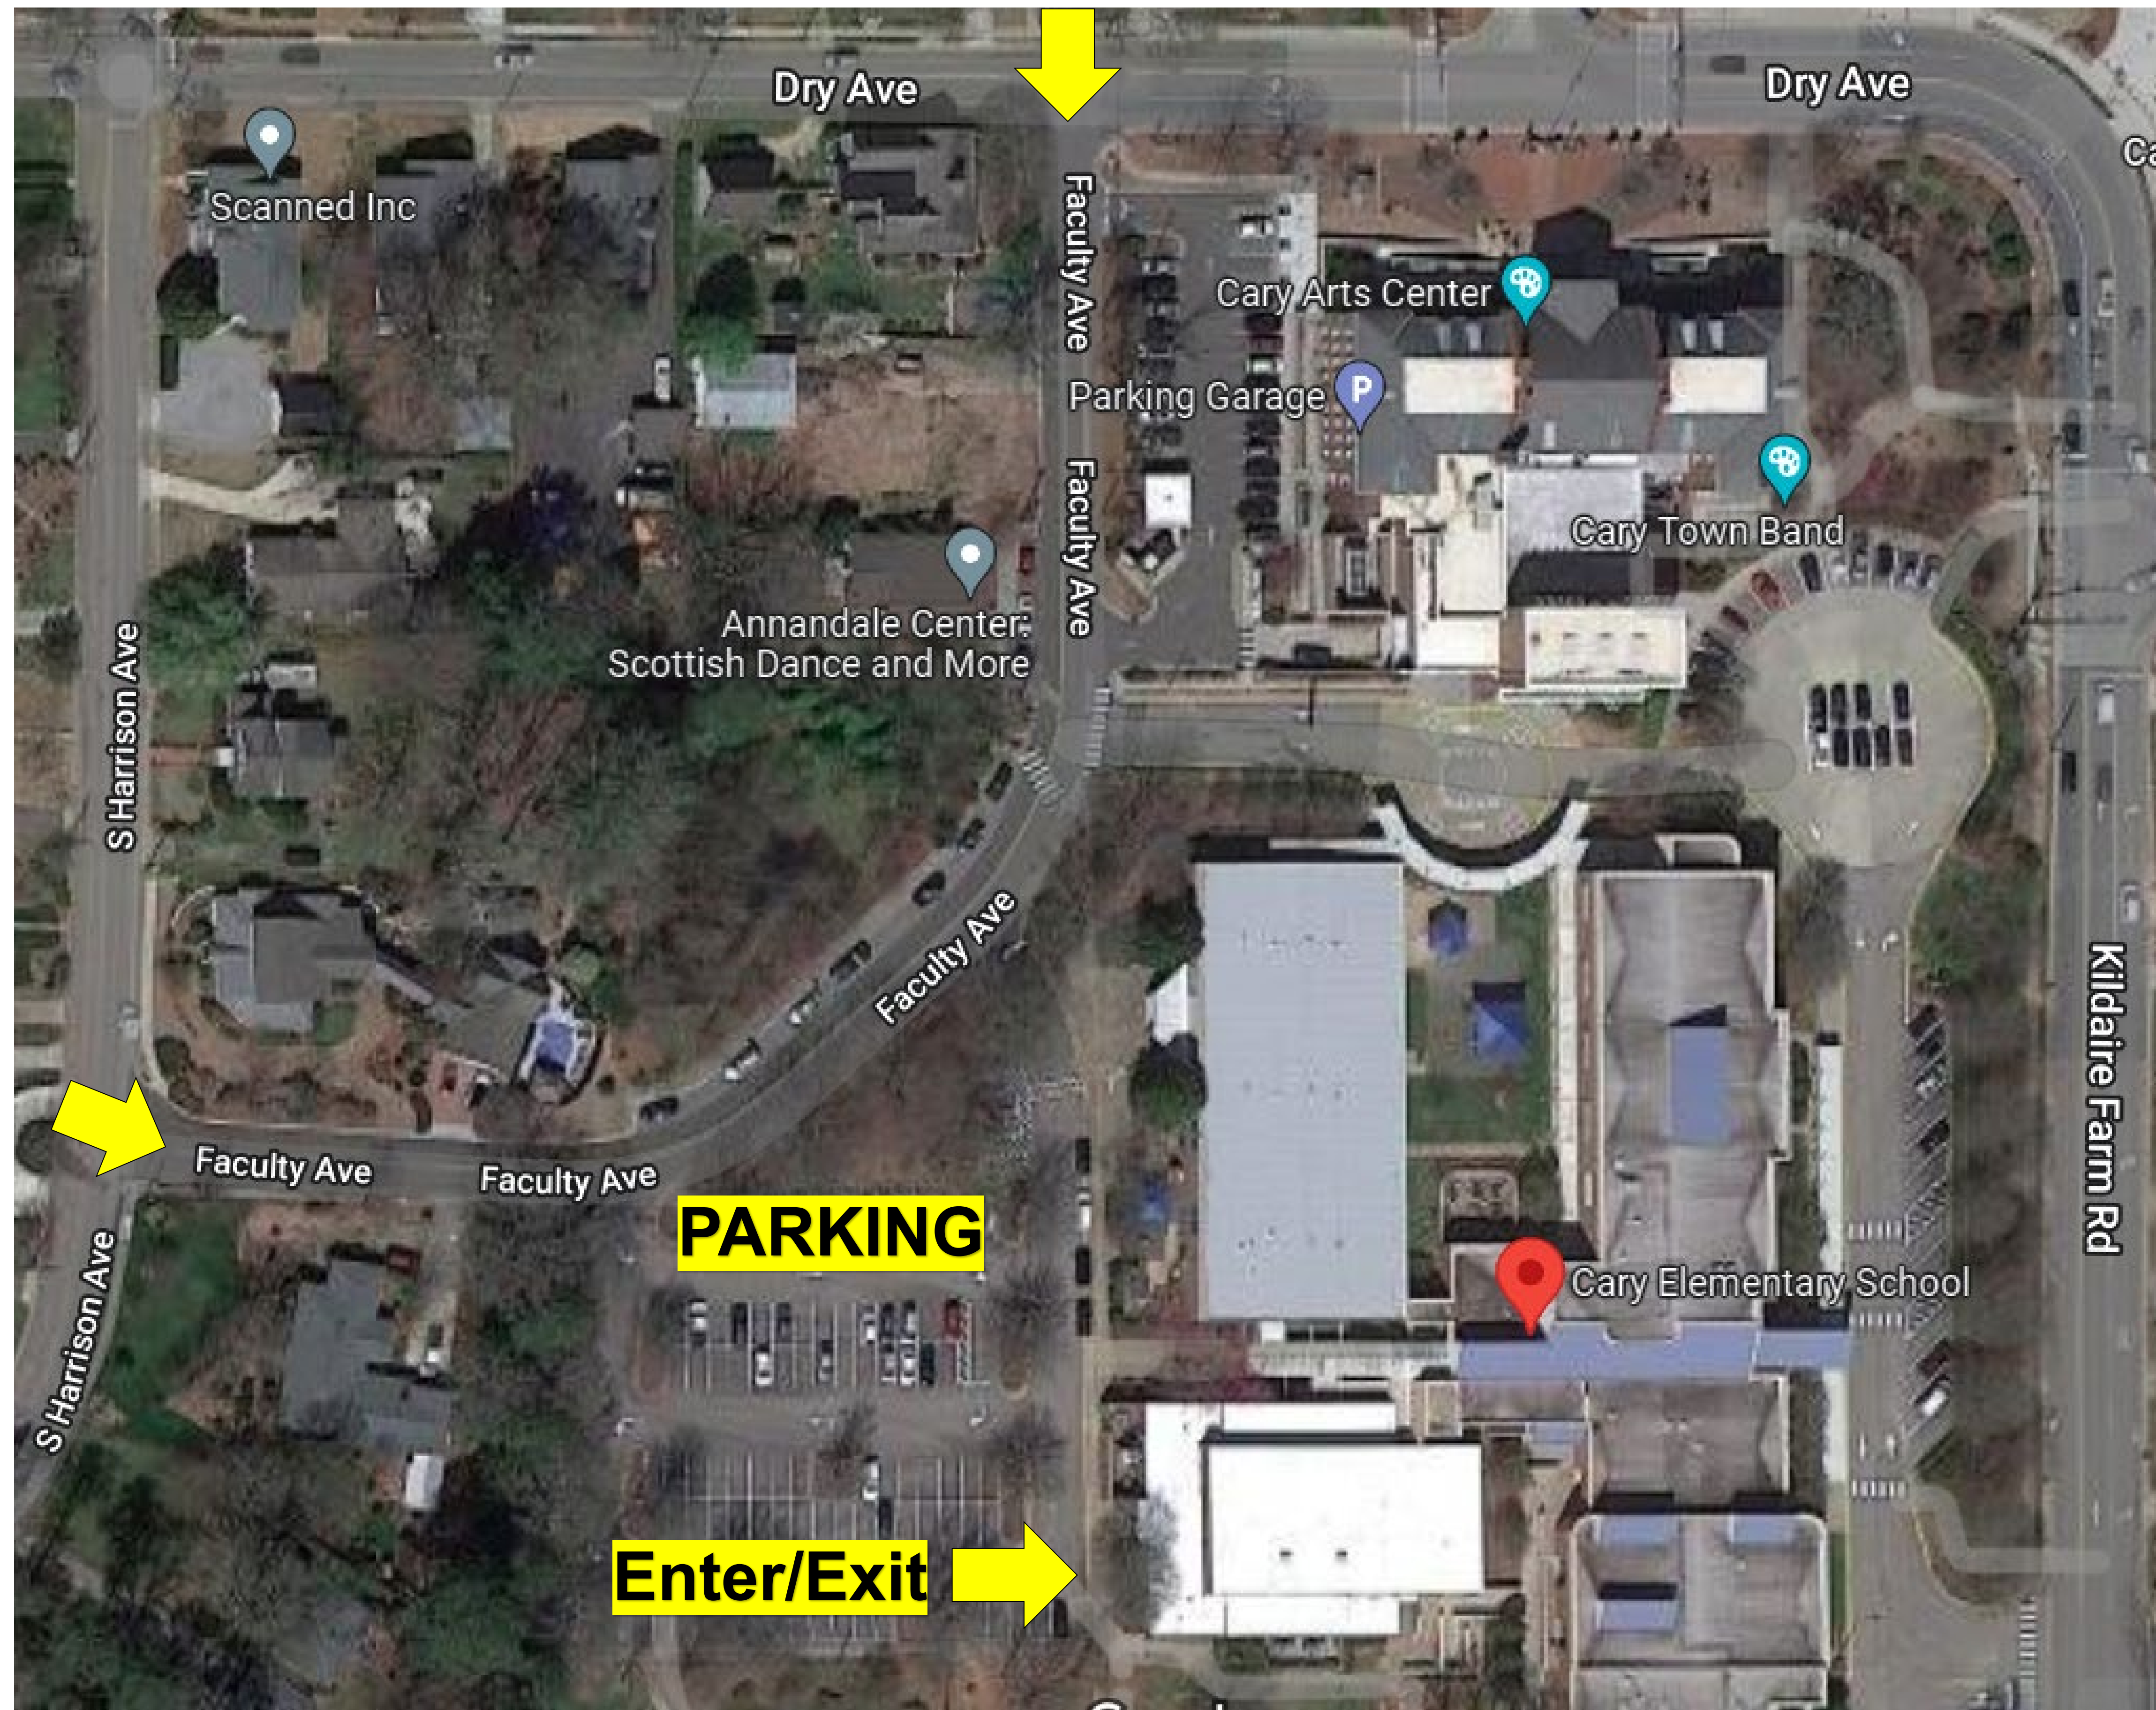 Dry Ave
Dry Ave
Ca
Scanned Inc
Faculty Ave
Cary Arts Center
Parking Garage
P
Faculty Ave
Cary Town Band
Annandale Center:
Scottish Dance and More
S Harrison Ave
Faculty Ave
Kildaire Farm Rd
Faculty Ave
Faculty Ave
PARKING
S Harrison Ave
Cary Elementary School
Enter/Exit